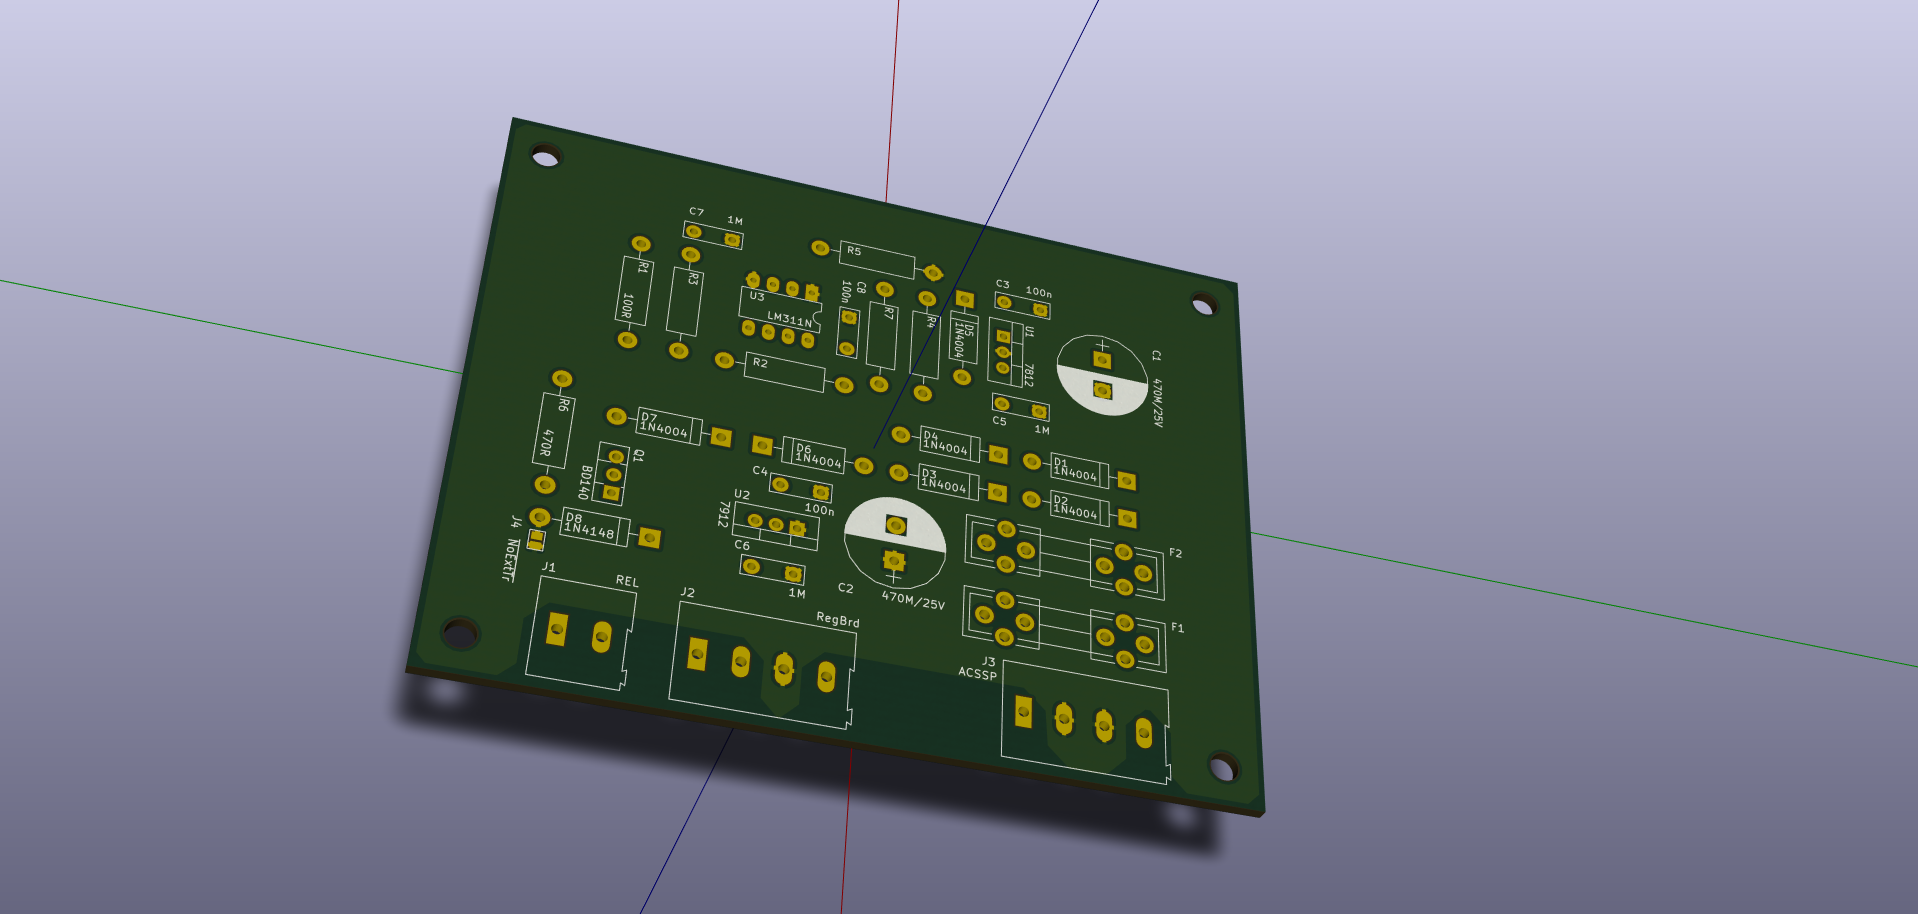 C7 1M
R1
100R
R3
R5
U3
LM311N
C8
100n
R7
R4
D5
1N4004
C3 100n
U1
7812
C1 470M/25V
R2
C5
1M
R6
470R
D7
1N4004
D6
1N4004
D4
1N4004
D3
1N4004
D1
1N4004
D2
1N4004
Q1
BD140
C4
100n
U2
7912
C6
1M
D8
1N4148
J4 NoExtTr
C2 470M/25V
F2
F1
J1 REL
J2 RegBrd
J3
ACSSP